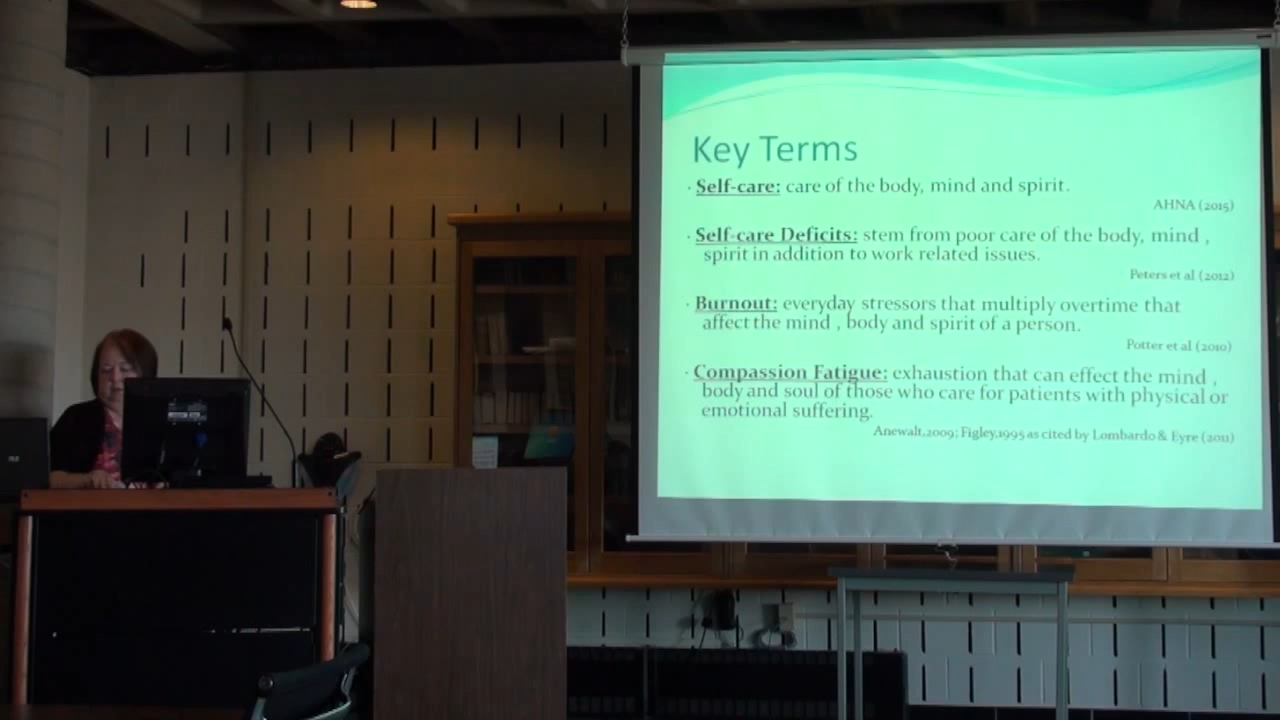 Key Terms
· Self-care: care of the body, mind and spirit.
AHNA (2015)
· Self-care Deficits: stem from poor care of the body, mind ,
spirit in addition to work related issues.
Peters et al (2012)
· Burnout: everyday stressors that multiply overtime that
affect the mind , body and spirit of a person.
Potter et al (2010)
· Compassion Fatigue: exhaustion that can effect the mind ,
body and soul of those who care for patients with physical or
emotional suffering.
Anewalt,2009; Figley,1995 as cited by Lombardo & Eyre (2011)